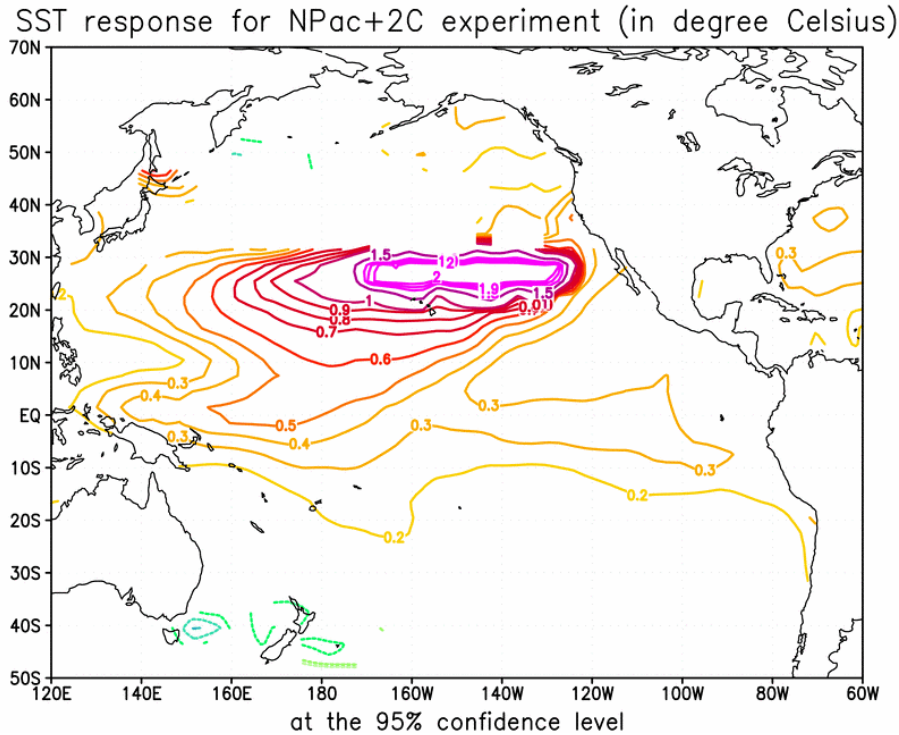 SST response for NPac+2C experiment (in degree Celsius)
70N
60N
50N
40N
30N
20N
10N
EQ
10S
20S
30S
40S
50S
1.5
2
1.9
1.5
0.3
1
0.9
0.8
0.7
0.6
0.3
0.4
0.3
0.5
0.3
0.3
0.4
0.3
0.2
0.2
120E 140E 160E 180 160W 140W 120W 100W 80W 60W
at the 95% confidence level